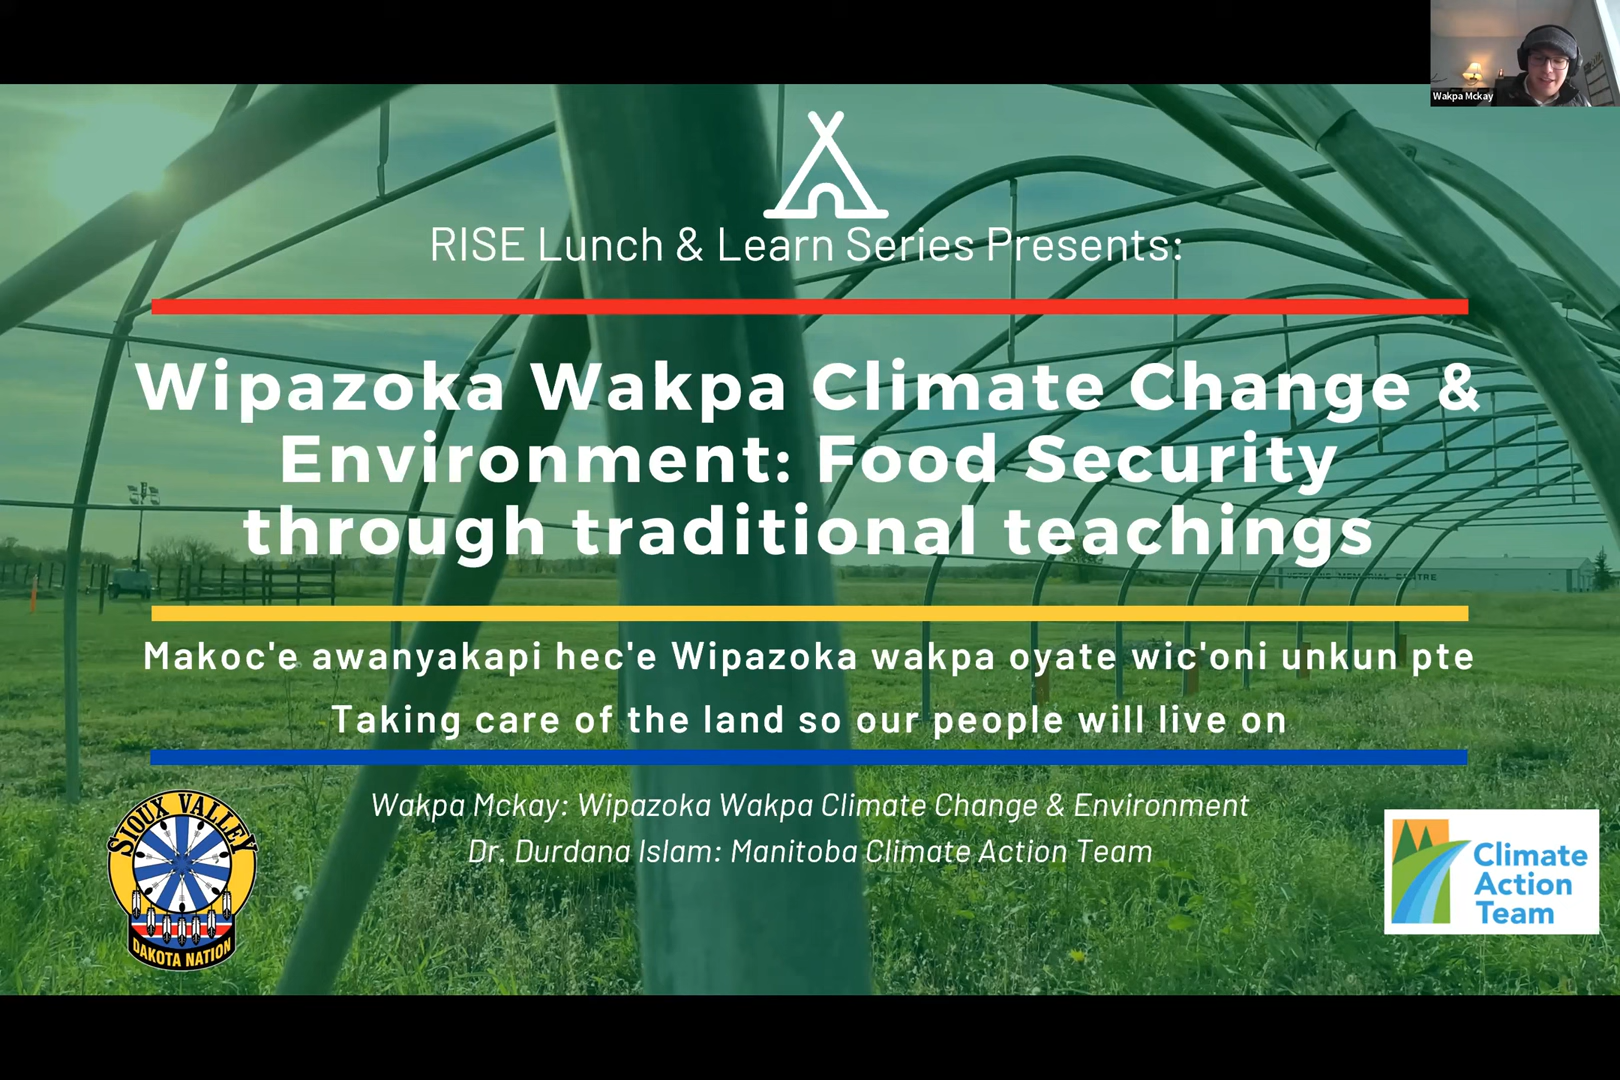 Wakpa Mckay
RISE Lunch & Learn Series Presents:
Wipazoka Wakpa Climate Change &
Environment: Food Security
through traditional teachings
VETERANS MEMORIAL CENTRE
Makoc'e awanyakapi hec'e Wipazoka wakpa oyate wic'oni unkun pte
Taking care of the land so our people will live on
Wakpa Mckay: Wipazoka Wakpa Climate Change & Environment
Dr. Durdana Islam: Manitoba Climate Action Team
SIOUX VALLEY
DAKOTA NATION
Climate
Action
Team